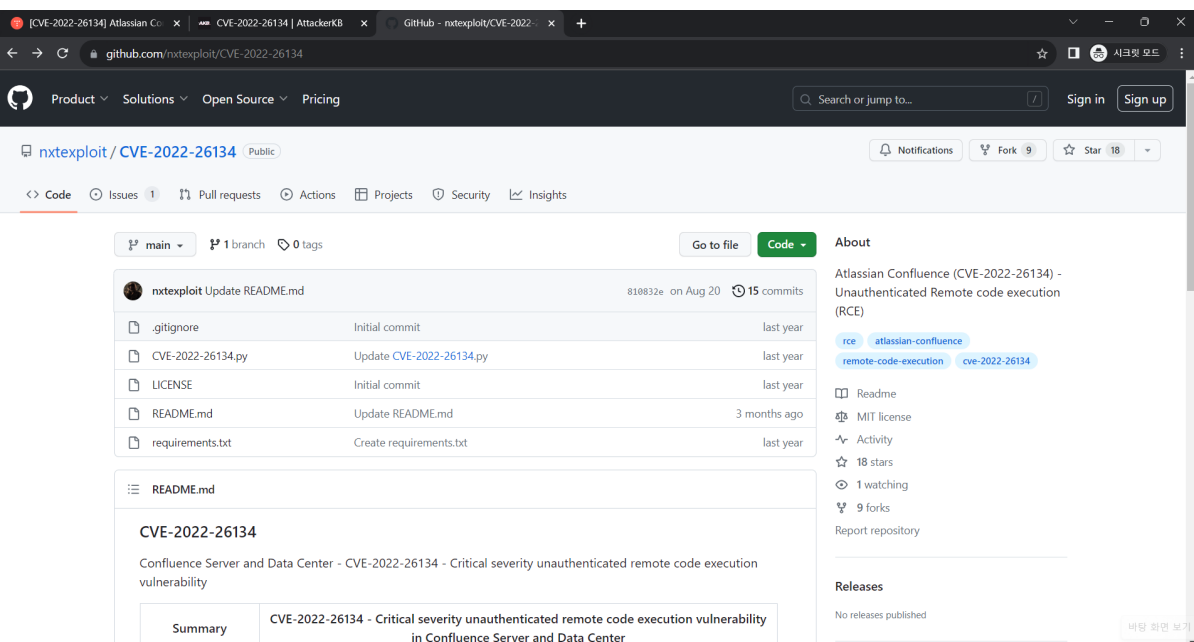 [CVE-2022-26134] Atlassian Co
CVE-2022-26134 | AttackerKB
GitHub - nxtexploit/CVE-2022-2
github.com/nxtexploit/CVE-2022-26134
시크릿 모드
Product
Solutions
Open Source
Pricing
Search or jump to...
/
Sign in
Sign up
nxtexploit / CVE-2022-26134 Public
Notifications
Fork 9
Star 18
<> Code
Issues 1
Pull requests
Actions
Projects
Security
Insights
main
1 branch
0 tags
Go to file
Code
nxtexploit Update README.md 810832e on Aug 20 15 commits
.gitignore Initial commit last year
CVE-2022-26134.py Update CVE-2022-26134.py last year
LICENSE Initial commit last year
README.md Update README.md 3 months ago
requirements.txt Create requirements.txt last year
README.md
CVE-2022-26134
Confluence Server and Data Center - CVE-2022-26134 - Critical severity unauthenticated remote code execution
vulnerability
Summary
CVE-2022-26134 - Critical severity unauthenticated remote code execution vulnerability
in Confluence Server and Data Center
About
Atlassian Confluence (CVE-2022-26134) -
Unauthenticated Remote code execution
(RCE)
rce atlassian-confluence
remote-code-execution cve-2022-26134
Readme
MIT license
Activity
18 stars
1 watching
9 forks
Report repository
Releases
No releases published
바탕 화면 보기